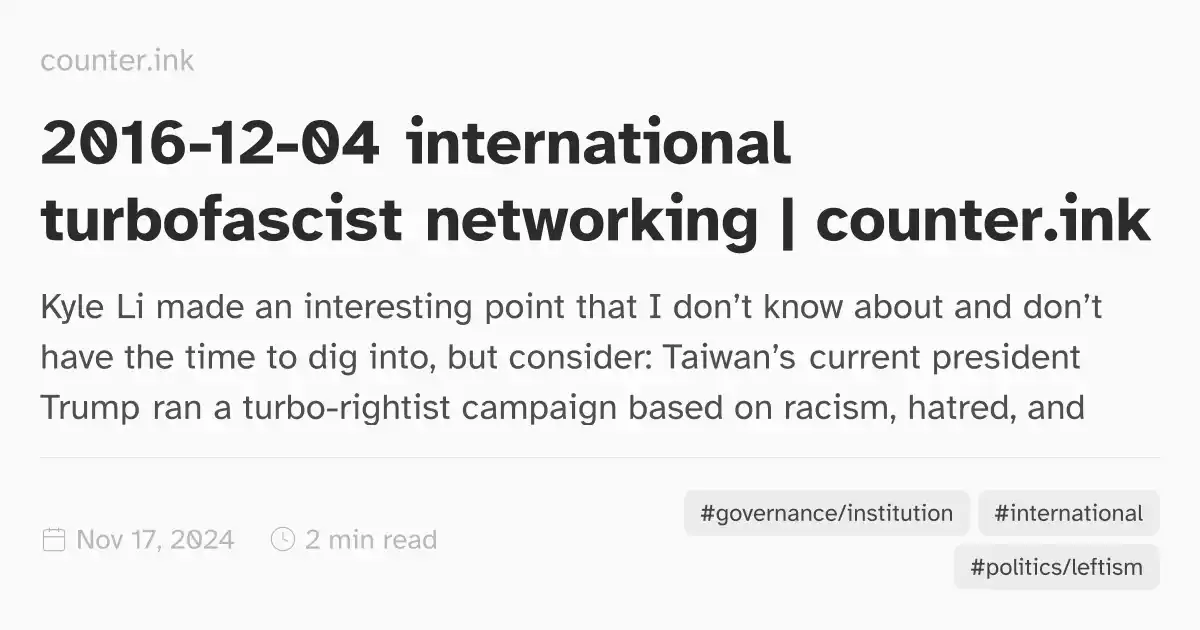 counter.ink
2016-12-04 international
turbofascist networking | counter.ink
Kyle Li made an interesting point that I don’t know about and don’t
have the time to dig into, but consider: Taiwan’s current president
Trump ran a turbo-rightist campaign based on racism, hatred, and
Nov 17, 2024 2 min read
#governance/institution #international
#politics/leftism